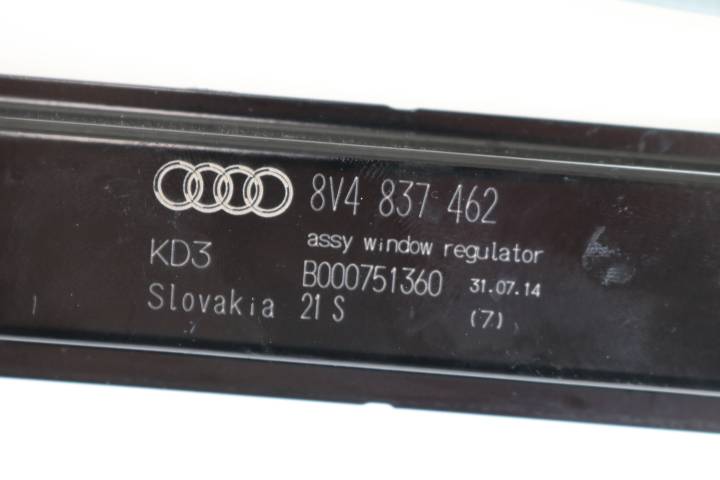 8V4 837 462
assy window regulator
KD3 B000751360 31.07.14
Slovakia 21 S (7)